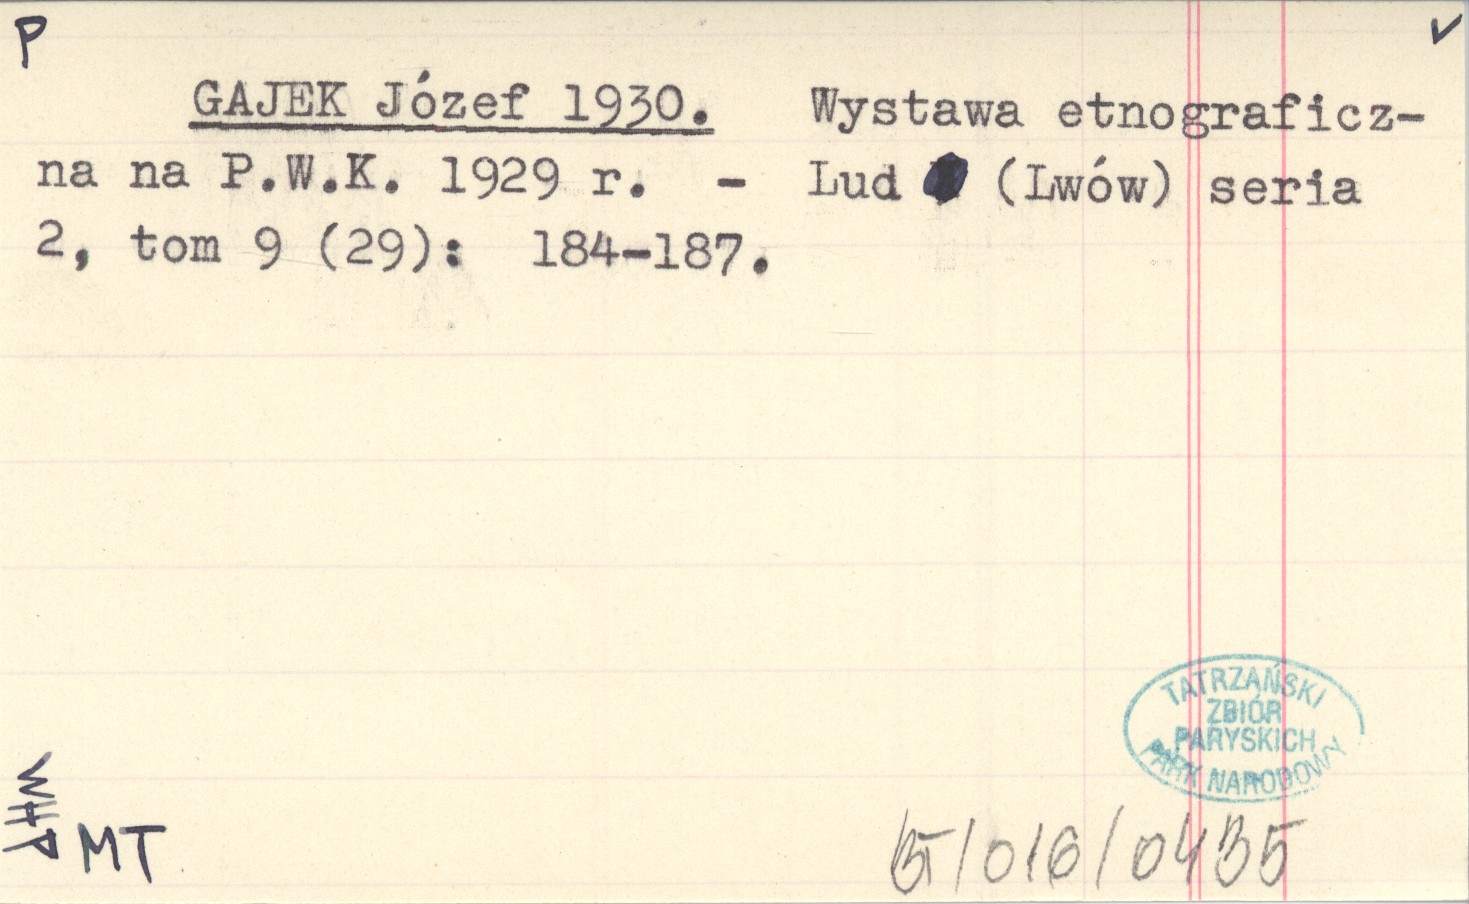 P
✓
GAJEK Józef 1930. Wystawa etnograficz-
na na P.W.K. 1929 r. - Lud (Lwów) seria
2, tom 9 (29): 184-187.
TATRZAŃSKI
ZBIÓR
PARYSKICH
PARK NARODOWY
MT
/016/0435